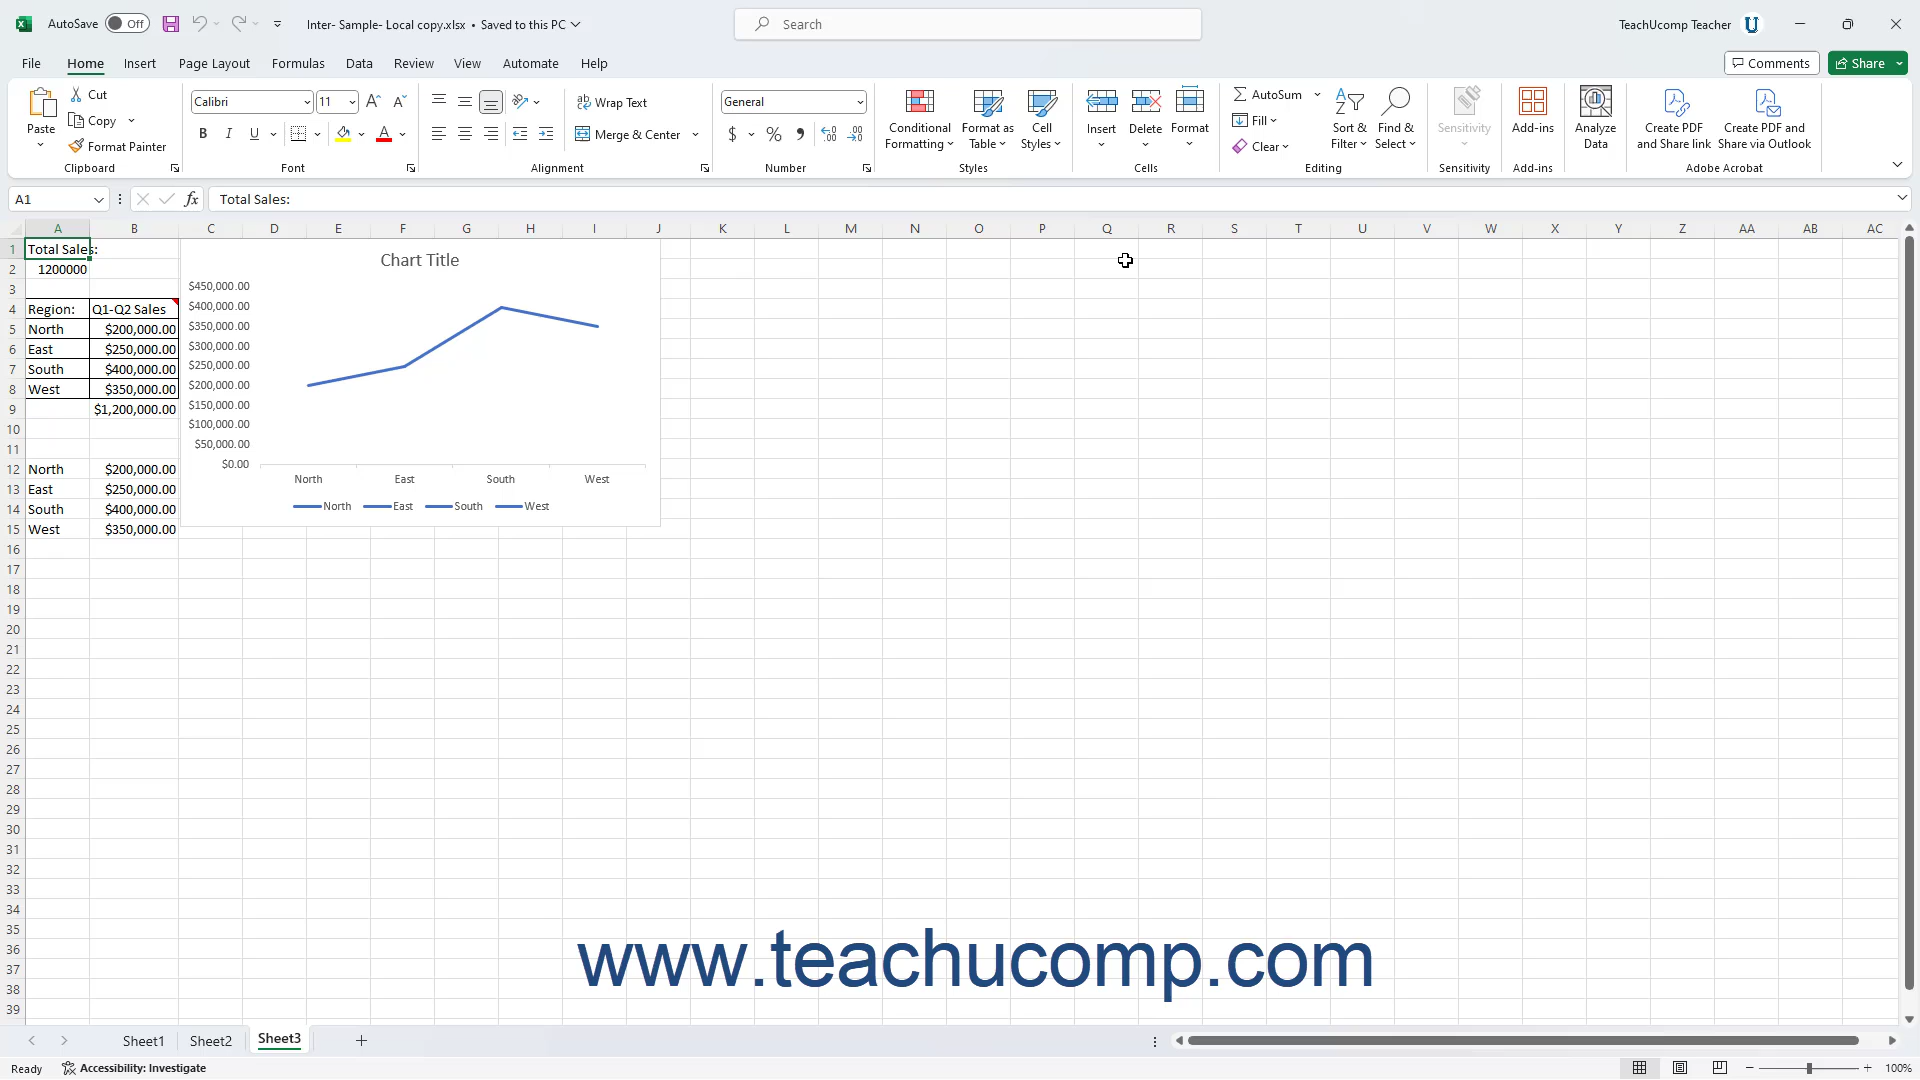 AutoSave Off Inter- Sample- Local copy.xlsx • Saved to this PC Search TeachUcomp Teacher
File Home Insert Page Layout Formulas Data Review View Automate Help Comments Share
Cut
Copy
Format Painter
Paste
Clipboard
Calibri 11
B I U A
Font
Wrap Text
Merge & Center
Alignment
General
$ % 9 .00 .00
Number
Conditional Formatting
Format as Table
Cell Styles
Styles
Insert Delete Format
Cells
AutoSum
Fill
Clear
Sort & Filter
Find & Select
Editing
Sensitivity
Sensitivity
Add-ins
Add-ins
Analyze Data
Create PDF and Share link
Create PDF and Share via Outlook
Adobe Acrobat
A1 fx Total Sales:
A B C D E F G H I J K L M N O P Q R S T U V W X Y Z AA AB AC
1 Total Sales:
2 1200000
3
4 Region: Q1-Q2 Sales
5 North $200,000.00
6 East $250,000.00
7 South $400,000.00
8 West $350,000.00
9 $1,200,000.00
10
11
12 North $200,000.00
13 East $250,000.00
14 South $400,000.00
15 West $350,000.00
16
17
18
19
20
21
22
23
24
25
26
27
28
29
30
31
32
33
34
35
36
37
38
39
Chart Title
$450,000.00
$400,000.00
$350,000.00
$300,000.00
$250,000.00
$200,000.00
$150,000.00
$100,000.00
$50,000.00
$0.00
North East South West
North East South West
www.teachucomp.com
Sheet1 Sheet2 Sheet3
Ready Accessibility: Investigate 100%